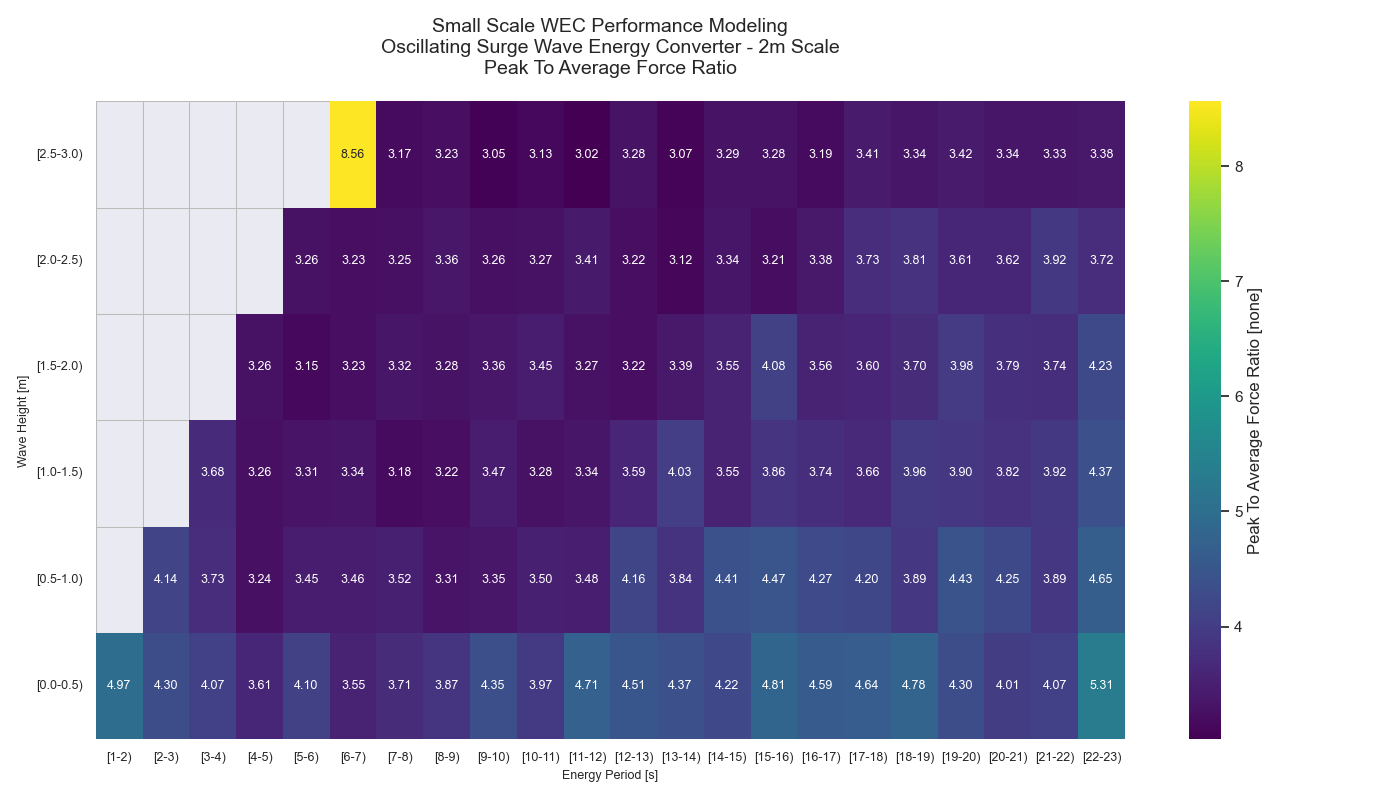 Small Scale WEC Performance Modeling
Oscillating Surge Wave Energy Converter - 2m Scale
Peak To Average Force Ratio
[2.5-3.0) 8.56 3.17 3.23 3.05 3.13 3.02 3.28 3.07 3.29 3.28 3.19 3.41 3.34 3.42 3.34 3.33 3.38
[2.0-2.5) 3.26 3.23 3.25 3.36 3.26 3.27 3.41 3.22 3.12 3.34 3.21 3.38 3.73 3.81 3.61 3.62 3.92 3.72
[1.5-2.0) 3.26 3.15 3.23 3.32 3.28 3.36 3.45 3.27 3.22 3.39 3.55 4.08 3.56 3.60 3.70 3.98 3.79 3.74 4.23
[1.0-1.5) 3.68 3.26 3.31 3.34 3.18 3.22 3.47 3.28 3.34 3.59 4.03 3.55 3.86 3.74 3.66 3.96 3.90 3.82 3.92 4.37
[0.5-1.0) 4.14 3.73 3.24 3.45 3.46 3.52 3.31 3.35 3.50 3.48 4.16 3.84 4.41 4.47 4.27 4.20 3.89 4.43 4.25 3.89 4.65
[0.0-0.5) 4.97 4.30 4.07 3.61 4.10 3.55 3.71 3.87 4.35 3.97 4.71 4.51 4.37 4.22 4.81 4.59 4.64 4.78 4.30 4.01 4.07 5.31
[1-2) [2-3) [3-4) [4-5) [5-6) [6-7) [7-8) [8-9) [9-10) [10-11) [11-12) [12-13) [13-14) [14-15) [15-16) [16-17) [17-18) [18-19) [19-20) [20-21) [21-22) [22-23)
Energy Period [s]
Wave Height [m]
8
7
6
5
4
Peak To Average Force Ratio [none]